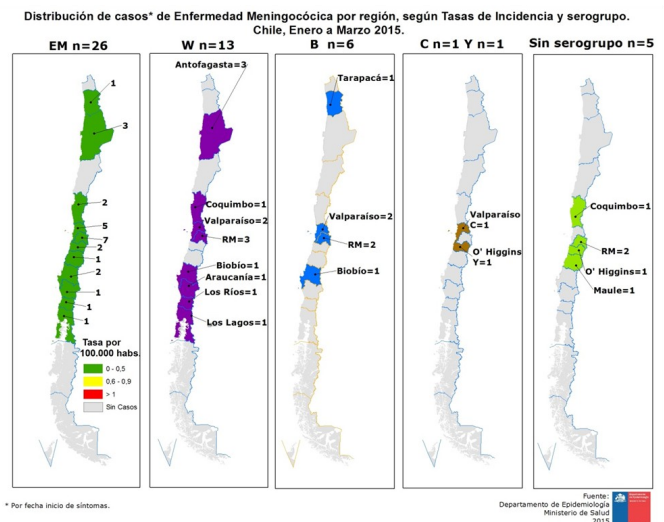 Distribución de casos* de Enfermedad Meningocócica por región, según Tasas de Incidencia y serogrupo.
Chile, Enero a Marzo 2015.
EM n=26
1
3
2
5
7
2
1
2
1
1
1
Tasa por
100.000 habs.
0 - 0,5
0,6 - 0,9
> 1
Sin Casos
W n=13
Antofagasta=3
Coquimbo=1
Valparaíso=2
RM=3
Biobío=1
Araucanía=1
Los Ríos=1
Los Lagos=1
B n=6
Tarapacá=1
Valparaíso=2
RM=2
Biobío=1
C n=1 Y n=1
Valparaíso
C=1
O' Higgins
Y=1
Sin serogrupo n=5
Coquimbo=1
RM=2
O' Higgins=1
Maule=1
* Por fecha inicio de síntomas.
Fuente:
Departamento de Epidemiología
Ministerio de Salud
2015